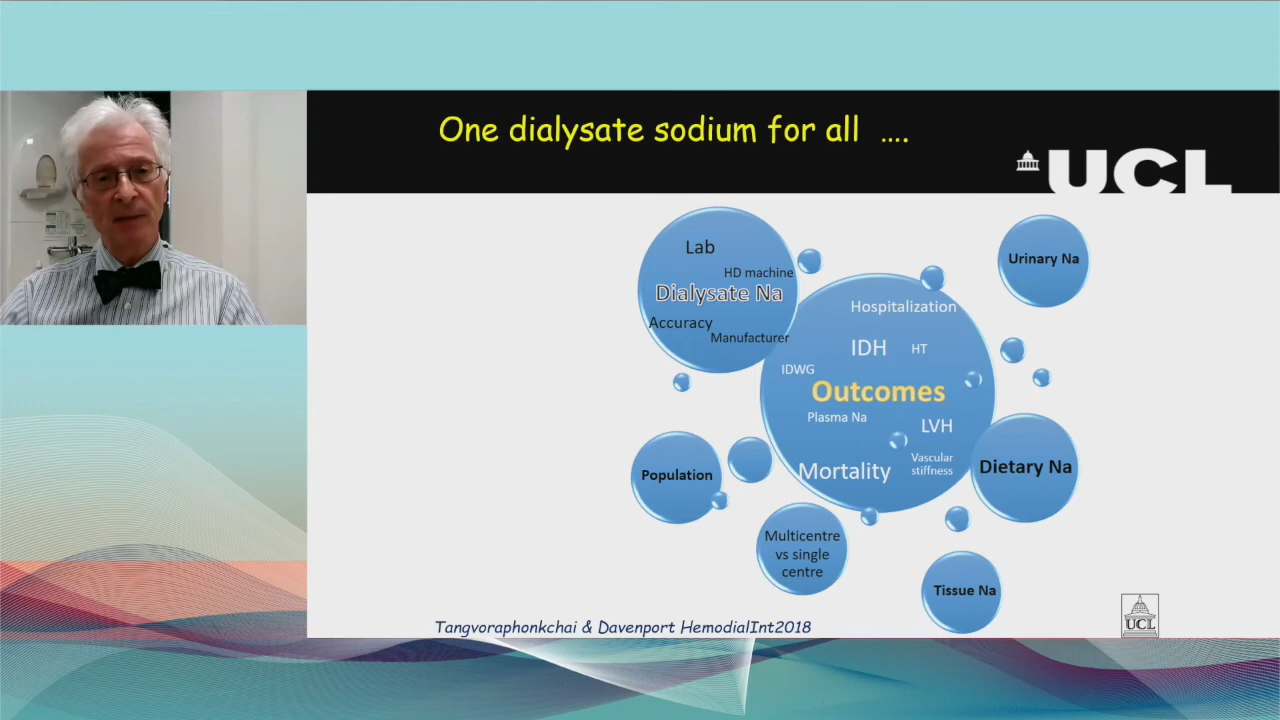 One dialysate sodium for all ….
UCL
Lab
HD machine
Dialysate Na
Accuracy
Manufacturer
Urinary Na
Hospitalization
IDH
HT
IDWG
Outcomes
Plasma Na
LVH
Vascular
stiffness
Mortality
Dietary Na
Population
Multicentre
vs single
centre
Tissue Na
Tangvoraphonkchai & Davenport HemodialInt2018
UCL